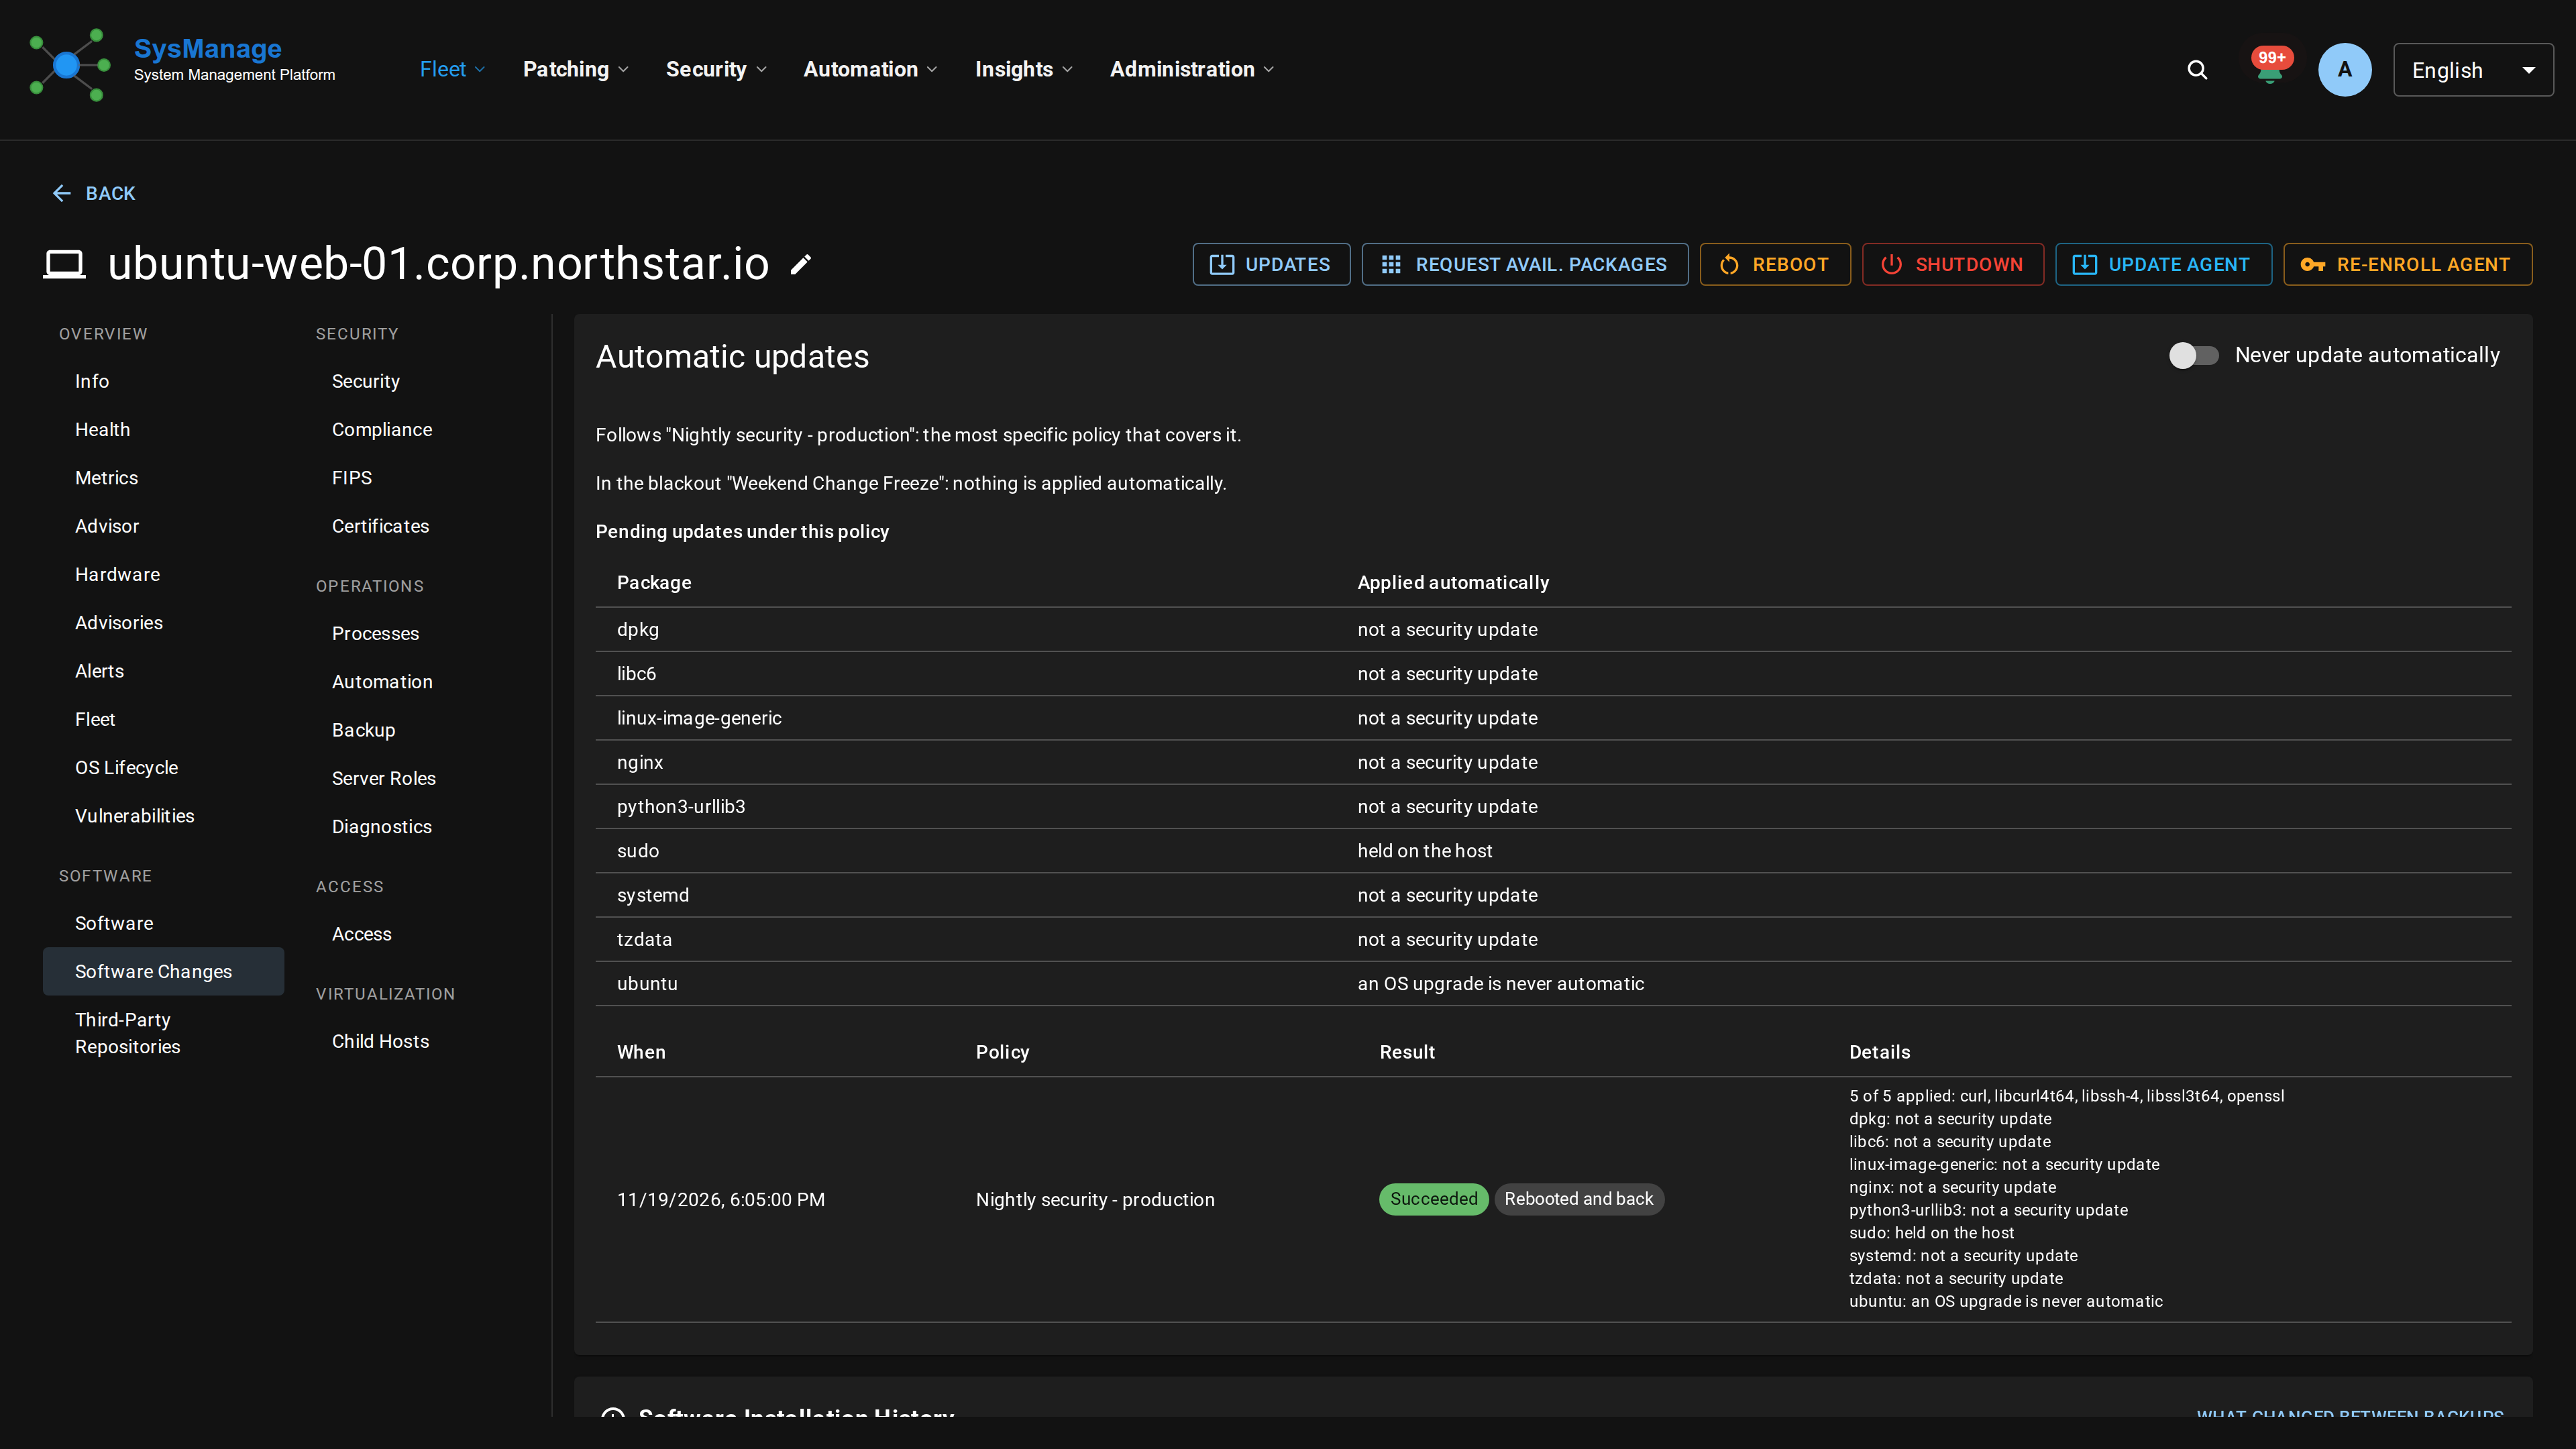 SysManage
System Management Platform
Fleet
Patching
Security
Automation
Insights
Administration
99+
A
English
BACK
ubuntu-web-01.corp.northstar.io
UPDATES
REQUEST AVAIL. PACKAGES
REBOOT
SHUTDOWN
UPDATE AGENT
RE-ENROLL AGENT
OVERVIEW
Info
Health
Metrics
Advisor
Hardware
Advisories
Alerts
Fleet
OS Lifecycle
Vulnerabilities
SOFTWARE
Software
Software Changes
Third-Party
Repositories
SECURITY
Security
Compliance
FIPS
Certificates
OPERATIONS
Processes
Automation
Backup
Server Roles
Diagnostics
ACCESS
Access
VIRTUALIZATION
Child Hosts
Automatic updates
Never update automatically
Follows "Nightly security - production": the most specific policy that covers it.
In the blackout "Weekend Change Freeze": nothing is applied automatically.
Pending updates under this policy
Package Applied automatically
dpkg not a security update
libc6 not a security update
linux-image-generic not a security update
nginx not a security update
python3-urllib3 not a security update
sudo held on the host
systemd not a security update
tzdata not a security update
ubuntu an OS upgrade is never automatic
When Policy Result Details
11/19/2026, 6:05:00 PM Nightly security - production Succeeded Rebooted and back
5 of 5 applied: curl, libcurl4t64, libssh-4, libssl3t64, openssl
dpkg: not a security update
libc6: not a security update
linux-image-generic: not a security update
nginx: not a security update
python3-urllib3: not a security update
sudo: held on the host
systemd: not a security update
tzdata: not a security update
ubuntu: an OS upgrade is never automatic
Software Installation History
WHAT CHANGED BETWEEN BACKUPS